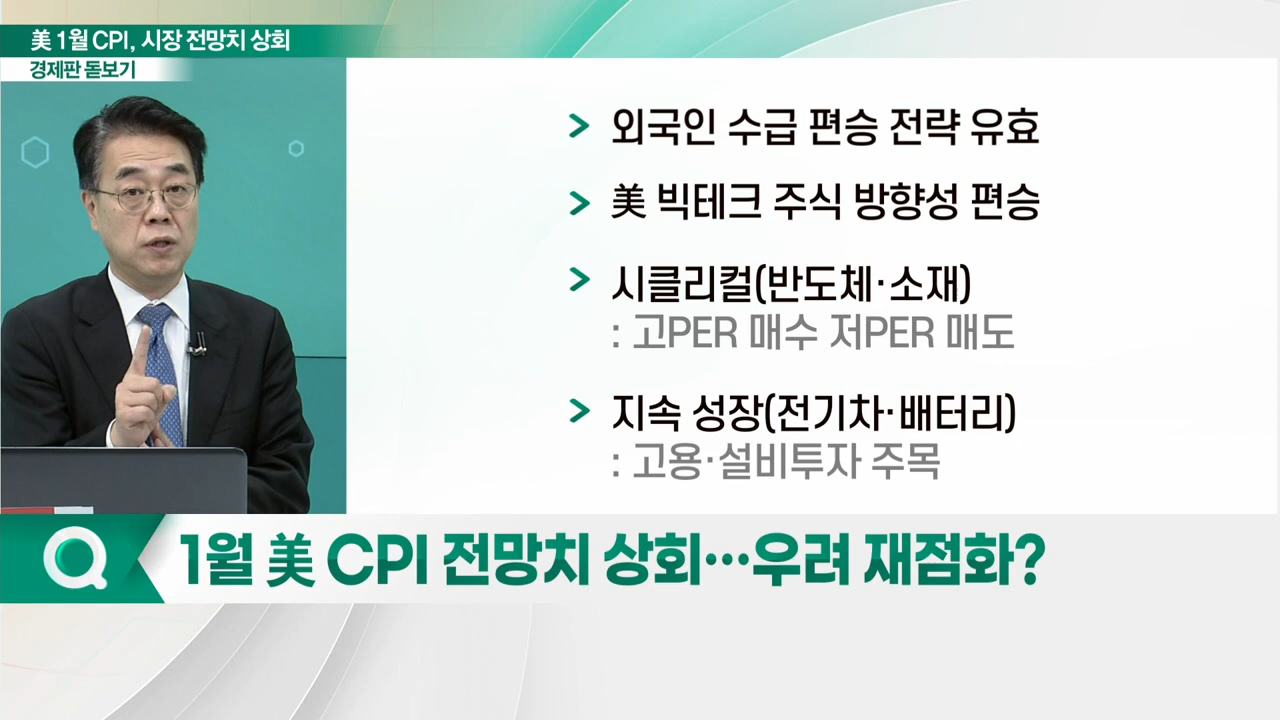 美 1월 CPI, 시장 전망치 상회
경제판 돋보기
> 외국인 수급 편승 전략 유효
> 美 빅테크 주식 방향성 편승
> 시클리컬(반도체·소재)
: 고PER 매수 저PER 매도
> 지속 성장(전기차·배터리)
: 고용·설비투자 주목
1월 美 CPI 전망치 상회…우려 재점화?